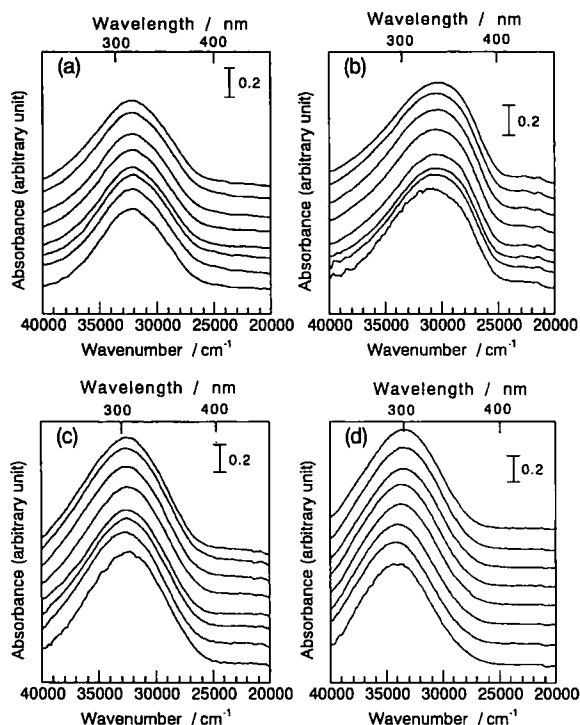 Wavelength / nm
300 400
(a)
0.2
Absorbance (arbitrary unit)
40000 35000 30000 25000 20000
Wavenumber / cm⁻¹
Wavelength / nm
300 400
(b)
0.2
Absorbance (arbitrary unit)
40000 35000 30000 25000 20000
Wavenumber / cm⁻¹
Wavelength / nm
300 400
(c)
0.2
Absorbance (arbitrary unit)
40000 35000 30000 25000 20000
Wavenumber / cm⁻¹
Wavelength / nm
300 400
(d)
0.2
Absorbance (arbitrary unit)
40000 35000 30000 25000 20000
Wavenumber / cm⁻¹